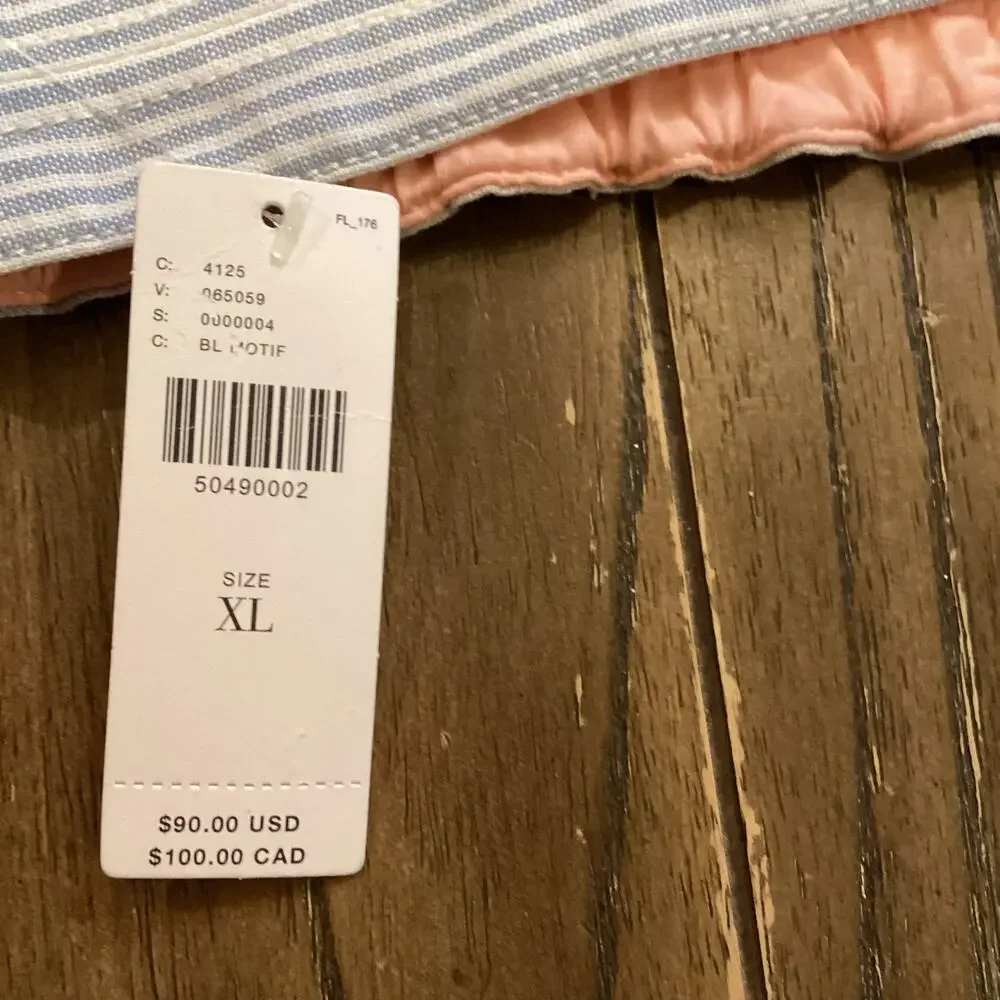 FL_176
C: 4125
V: 065059
S: 0000004
C: BL MOTIF
50490002
SIZE
XL
$90.00 USD
$100.00 CAD